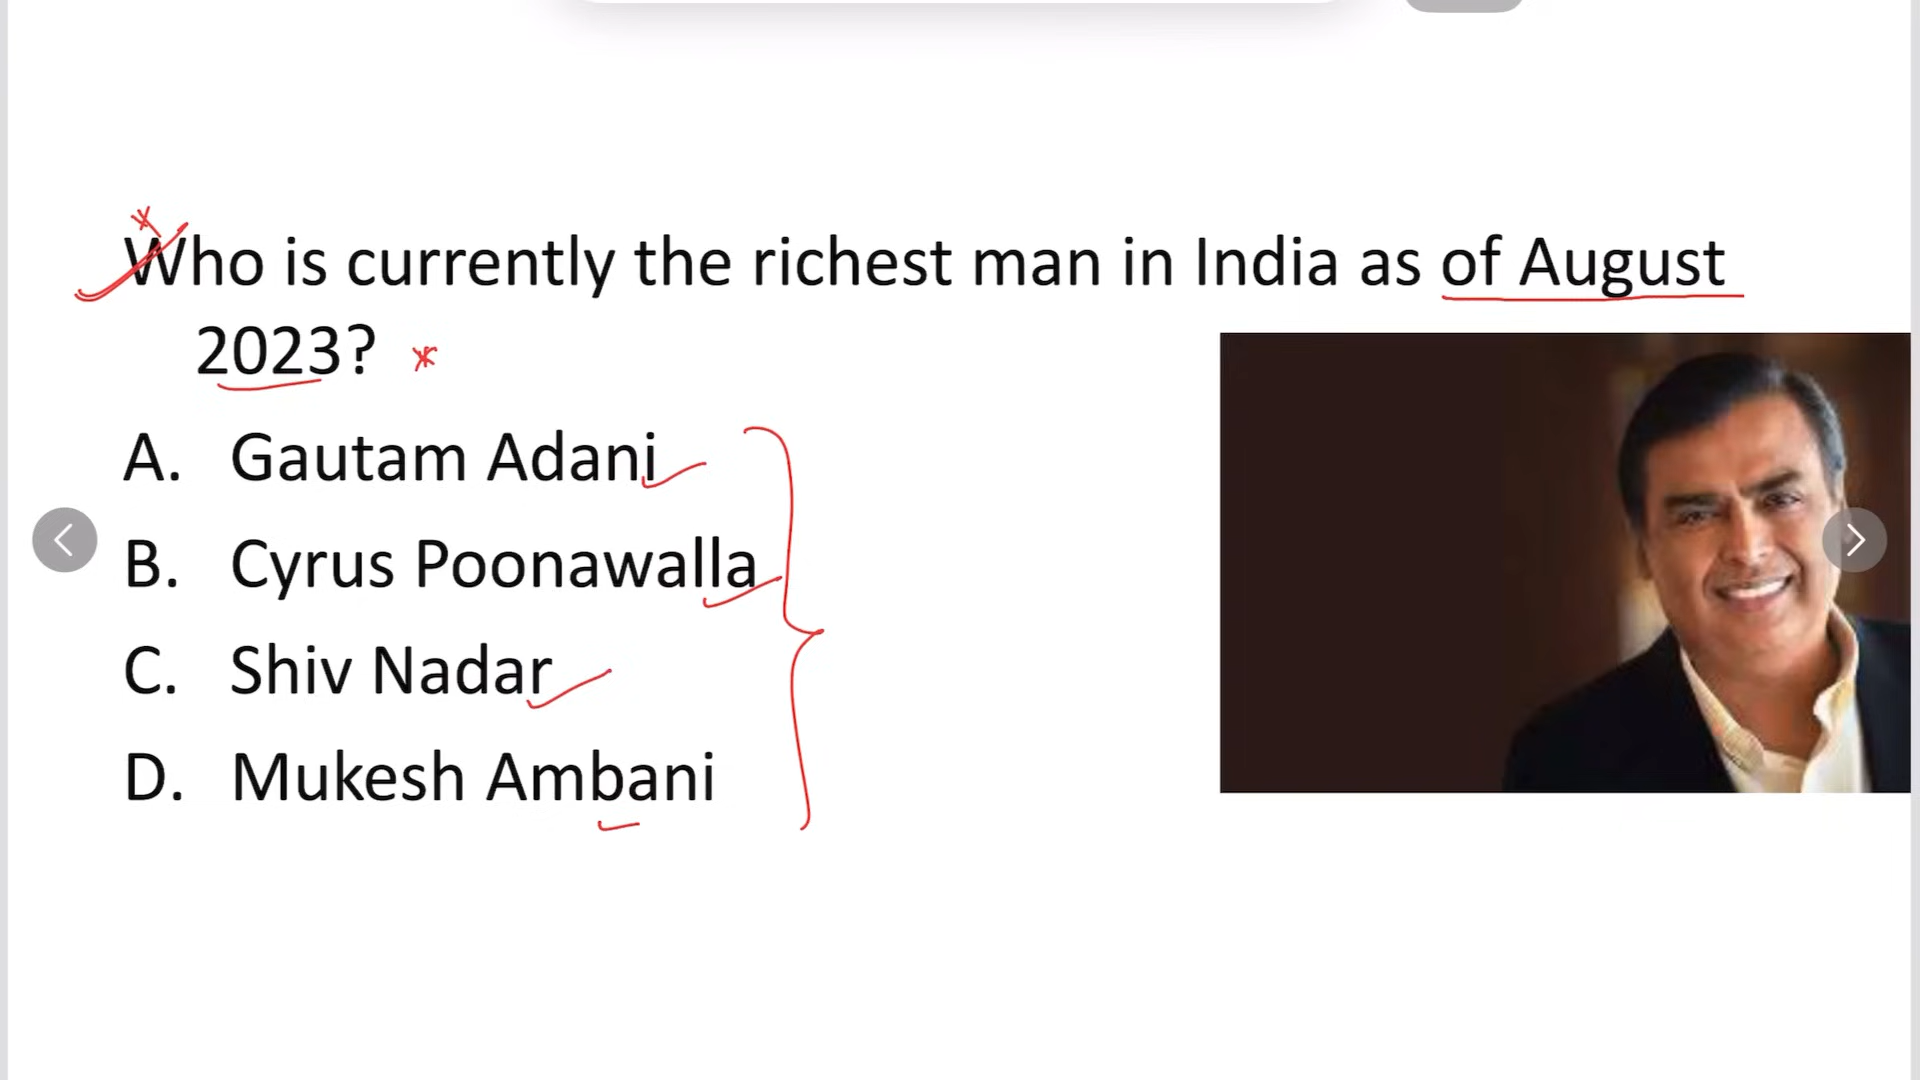 Who is currently the richest man in India as of August
2023?
A. Gautam Adani
B. Cyrus Poonawalla
C. Shiv Nadar
D. Mukesh Ambani